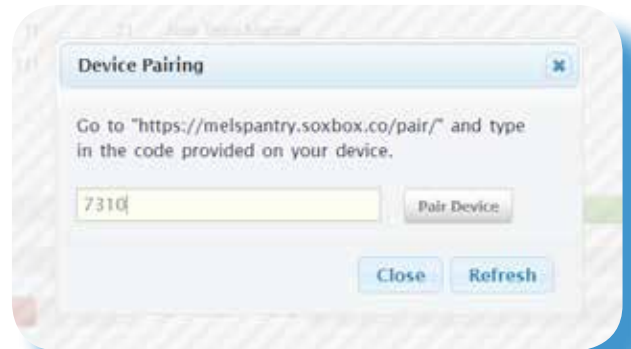 Device Pairing
Go to "https://melspantry.soxbox.co/pair/" and type
in the code provided on your device.
7310
Pair Device
Close
Refresh